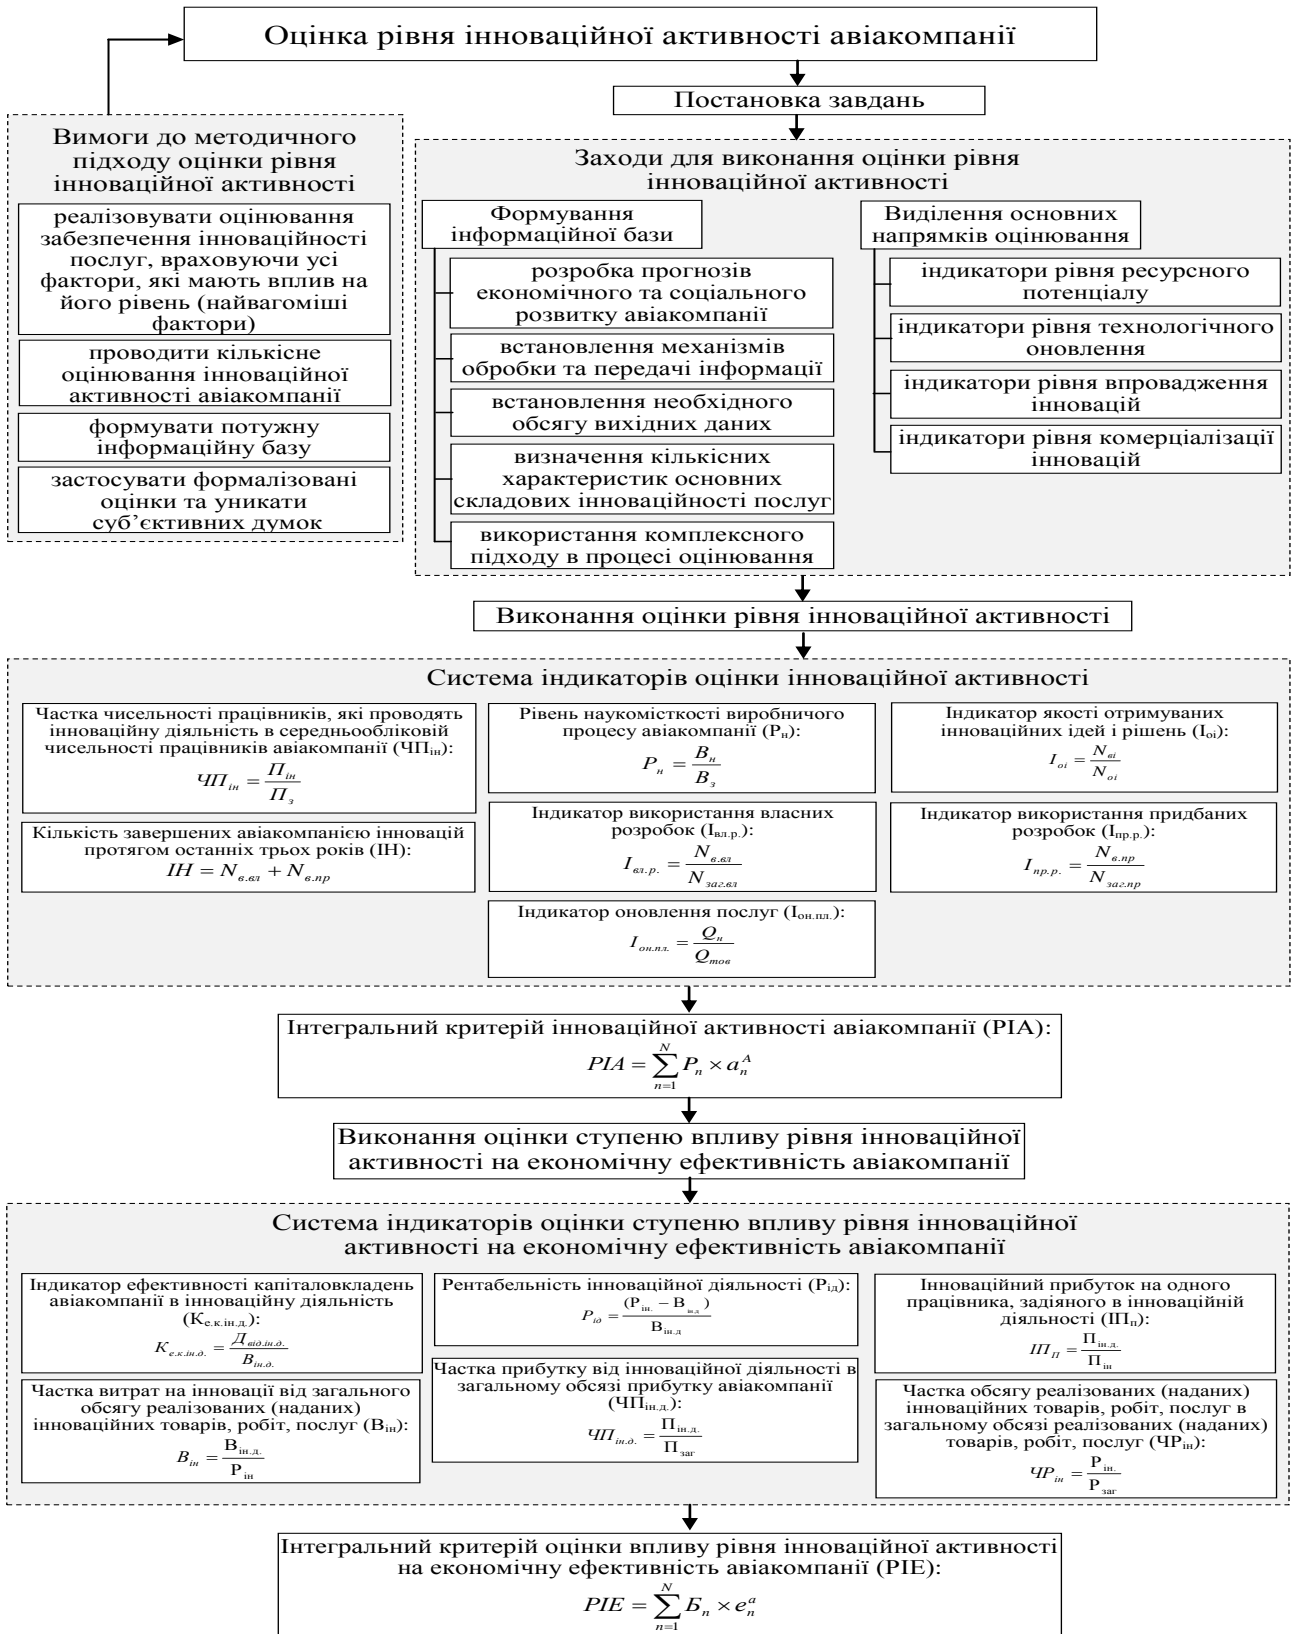 Оцінка рівня інноваційної активності авіакомпанії
Постановка завдань
Вимоги до методичного
підходу оцінки рівня
інноваційної активності
реалізовувати оцінювання
забезпечення інноваційності
послуг, враховуючи усі
фактори, які мають вплив на
його рівень (найвагоміші
фактори)
проводити кількісне
оцінювання інноваційної
активності авіакомпанії
формувати потужну
інформаційну базу
застосувати формалізовані
оцінки та уникати
суб’єктивних думок
Заходи для виконання оцінки рівня
інноваційної активності
Формування
інформаційної бази
розробка прогнозів
економічного та соціального
розвитку авіакомпанії
встановлення механізмів
обробки та передачі інформації
встановлення необхідного
обсягу вихідних даних
визначення кількісних
характеристик основних
складових інноваційності послуг
використання комплексного
підходу в процесі оцінювання
Виділення основних
напрямків оцінювання
індикатори рівня ресурсного
потенціалу
індикатори рівня технологічного
оновлення
індикатори рівня впровадження
інновацій
індикатори рівня комерціалізації
інновацій
Виконання оцінки рівня інноваційної активності
Система індикаторів оцінки інноваційної активності
Частка чисельності працівників, які проводять
інноваційну діяльність в середньообліковій
чисельності працівників авіакомпанії (ЧПін):
ЧПін = Пін / Пз
Кількість завершених авіакомпанією інновацій
протягом останніх трьох років (ІН):
ІН = Nв.вл + Nв.пр
Рівень наукомісткості виробничого
процесу авіакомпанії (Рн):
Рн = Вн / Вз
Індикатор використання власних
розробок (Івл.р.):
Івл.р. = Nв.вл / Nзаг.вл
Індикатор оновлення послуг (Іон.пл.):
Іон.пл. = Qн / Qтов
Індикатор якості отримуваних
інноваційних ідей і рішень (Іоі):
Іоі = Nві / Nоі
Індикатор використання придбаних
розробок (Іпр.р.):
Іпр.р. = Nв.пр / Nзаг.пр
Інтегральний критерій інноваційної активності авіакомпанії (РІА):
PIA = ∑ₙ₌₁ᴺ Pn × anA
Виконання оцінки ступеню впливу рівня інноваційної
активності на економічну ефективність авіакомпанії
Система індикаторів оцінки ступеню впливу рівня інноваційної
активності на економічну ефективність авіакомпанії
Індикатор ефективності капіталовкладень
авіакомпанії в інноваційну діяльність
(Ке.к.ін.д.):
Ке.к.ін.д. = Двід.ін.д. / Він.д.
Частка витрат на інновації від загального
обсягу реалізованих (наданих)
інноваційних товарів, робіт, послуг (Він):
Він = Він.д. / Рін
Рентабельність інноваційної діяльності (Рід):
Рід = (Рін. – Він.д) / Він.д
Частка прибутку від інноваційної діяльності в
загальному обсязі прибутку авіакомпанії
(ЧПін.д.):
ЧПін.д. = Пін.д. / Пзаг
Інноваційний прибуток на одного
працівника, задіяного в інноваційній
діяльності (ІПп):
ІПП = Пін.д. / Пін
Частка обсягу реалізованих (наданих)
інноваційних товарів, робіт, послуг в
загальному обсязі реалізованих (наданих)
товарів, робіт, послуг (ЧРін):
ЧРін = Рін. / Рзаг
Інтегральний критерій оцінки впливу рівня інноваційної активності
на економічну ефективність авіакомпанії (РІЕ):
PIE = ∑ₙ₌₁ᴺ Бn × ena